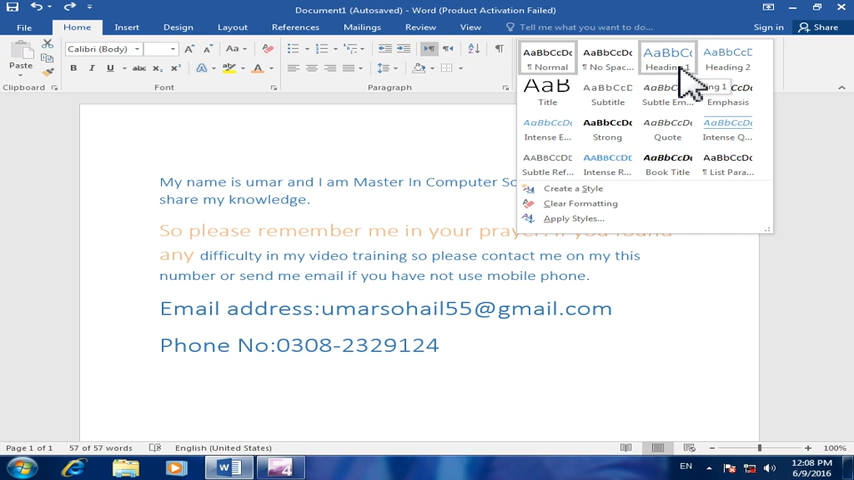 Document1 (Autosaved) - Word (Product Activation Failed)
File Home Insert Design Layout References Mailings Review View Tell me what you want to do... Sign in Share
Paste
Calibri (Body)
Clipboard Font Paragraph
AaBbCcDc AaBbCcDc AaBbCc AaBbCcD
¶ Normal ¶ No Spac... Heading 1 Heading 2
AaB AaBbCcD
Title Subtitle Subtle Em... Emphasis
AaBbCcDc AaBbCcDc AaBbCcDc AaBbCcDc
Intense E... Strong Quote Intense Q...
AaBbCcDc AaBbCcDc AaBbCcDc AaBbCcDc
Subtle Ref... Intense R... Book Title ¶ List Para...
Create a Style
Clear Formatting
Apply Styles...
My name is umar and I am Master In Computer
share my knowledge.
So please remember me in your
any difficulty in my video training so please contact me on my this
number or send me email if you have not use mobile phone.
Email address:umarsohail55@gmail.com
Phone No:0308-2329124
Page 1 of 1 57 of 57 words English (United States) 100%
EN 12:08 PM
6/9/2016